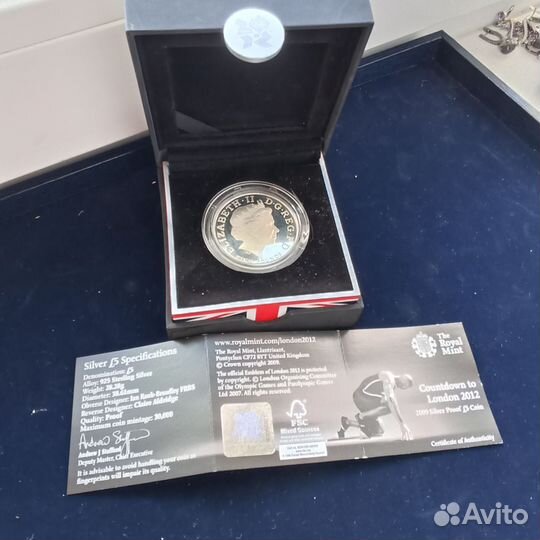 ELIZABETH·II·D·G·REG·F·D
Silver £5 Specifications
Denomination: £5
Alloy: 925 Sterling Silver
Weight: 28.28g
Diameter: 38.61mm
Obverse Designer: Ian Rank-Broadley FRBS
Reverse Designer: Claire Aldridge
Quality: Proof
Maximum coinage mintage: 30,000
Andrew J Stafford
Deputy Master, Chief Executive
It is advisable to avoid handling your coin as
fingerprints will impair its quality.
www.royalmint.com/london2012
The Royal Mint, Llantrisant,
Pontyclun CF72 8YT United Kingdom
© Crown copyright 2009.
The official Emblem of London 2012 is protected
by copyright. © London Organising Committee
of the Olympic Games and Paralympic Games
Ltd 2007. All rights reserved.
FSC
Mixed Sources
The
Royal
Mint
Countdown to
London 2012
2009 Silver Proof £5 Coin
Certificate of Authenticity
Avito